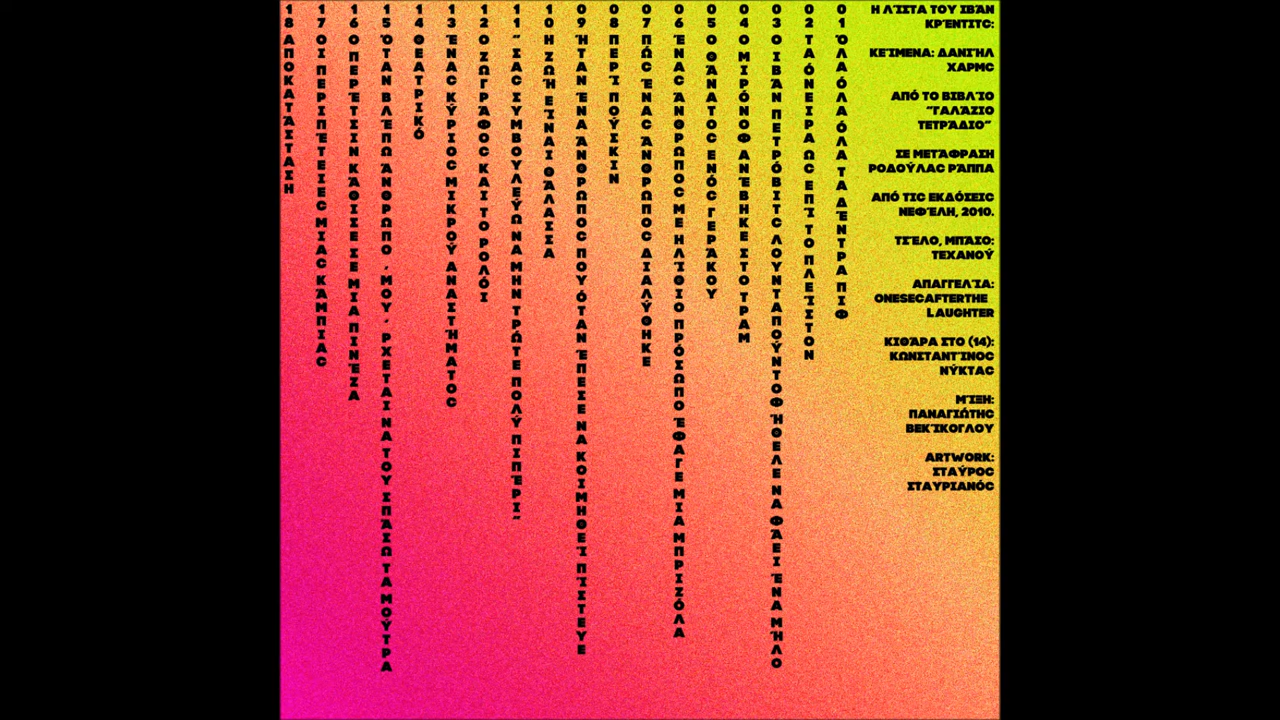 Η ΛΊΣΤΑ ΤΟΥ ΙΒΆΝ
ΚΡΈΝΤΙΤΣ:
ΚΕΊΜΕΝΑ: ΔΑΝΙΉΛ
ΧΑΡΜΣ
ΑΠΌ ΤΟ ΒΙΒΛΊΟ
"ΓΑΛΆΖΙΟ
ΤΕΤΡΆΔΙΟ"
ΣΕ ΜΕΤΆΦΡΑΣΗ
ΡΟΔΟΎΛΑΣ ΡΆΠΠΑ
ΑΠΌ ΤΙΣ ΕΚΔΌΣΕΙΣ
ΝΕΦΈΛΗ, 2010.
ΤΣΈΛΟ, ΜΠΆΣΟ:
ΤΕΧΑΝΟΎ
ΑΠΑΓΓΕΛΊΑ:
ONESECAFTERTHE
LAUGHTER
ΚΙΘΆΡΑ ΣΤΟ (14):
ΚΩΝΣΤΑΝΤΊΝΟΣ
ΝΎΚΤΑΣ
ΜΊΞΗ:
ΠΑΝΑΓΙΏΤΗΣ
ΒΕΚΊΚΟΓΛΟΥ
ARTWORK:
ΣΤΑΎΡΟΣ
ΣΤΑΥΡΙΑΝΌΣ
01 ΌΛΑ ΌΛΑ ΌΛΑ ΤΑ ΔΈΝΤΡΑ ΠΙΦ
02 ΤΑ ΌΝΕΙΡΑ ΩΣ ΕΠΊ ΤΟ ΠΛΕΊΣΤΟΝ
03 Ο ΙΒΆΝ ΠΕΤΡΌΒΙΤΣ ΛΟΥΝΤΑΠΟΎΝΤΟΦ ΉΘΕΛΕ ΝΑ ΦΆΕΙ ΈΝΑ ΜΉΛΟ
04 Ο ΜΙΡΌΝΟΦ ΑΝΈΒΗΚΕ ΣΤΟ ΤΡΑΜ
05 Ο ΘΆΝΑΤΟΣ ΕΝΌΣ ΓΕΡΆΚΟΥ
06 ΈΝΑΣ ΆΝΘΡΩΠΟΣ ΜΕ ΗΛΊΘΙΟ ΠΡΌΣΩΠΟ ΈΦΑΓΕ ΜΙΑ ΜΠΡΙΖΌΛΑ
07 ΠΏΣ ΈΝΑΣ ΆΝΘΡΩΠΟΣ ΔΙΑΛΎΘΗΚΕ
08 ΠΕΡΊ ΠΟΎΣΚΙΝ
09 ΉΤΑΝ ΈΝΑ ΆΝΘΡΩΠΟΣ ΠΟΥ ΌΤΑΝ ΈΠΕΣΕ ΝΑ ΚΟΙΜΗΘΕΊ ΠΊΣΤΕΥΕ
10 Η ΖΩΉ ΕΊΝΑΙ ΘΆΛΑΣΣΑ
11 "ΣΑΣ ΣΥΜΒΟΥΛΕΎΩ ΝΑ ΜΗΝ ΤΡΏΤΕ ΠΟΛΎ ΠΙΠΈΡΙ"
12 Ο ΖΩΓΡΆΦΟΣ ΚΑΙ ΤΟ ΡΟΛΌΙ
13 ΈΝΑΣ ΚΎΡΙΟΣ ΜΙΚΡΟΎ ΑΝΑΣΤΉΜΑΤΟΣ
14 ΘΕΑΤΡΙΚΌ
15 ΌΤΑΝ ΒΛΈΠΩ ΆΝΘΡΩΠΟ, ΜΟΥ 'ΡΧΕΤΑΙ ΝΑ ΤΟΥ ΣΠΆΣΩ ΤΑ ΜΟΎΤΡΑ
16 Ο ΠΕΡΈΤΣΙΝ ΚΆΘΙΣΕ ΣΕ ΜΙΑ ΠΙΝΈΖΑ
17 ΟΙ ΠΕΡΙΠΈΤΕΙΕΣ ΜΙΑΣ ΚΆΜΠΙΑΣ
18 ΑΠΟΚΑΤΆΣΤΑΣΗ